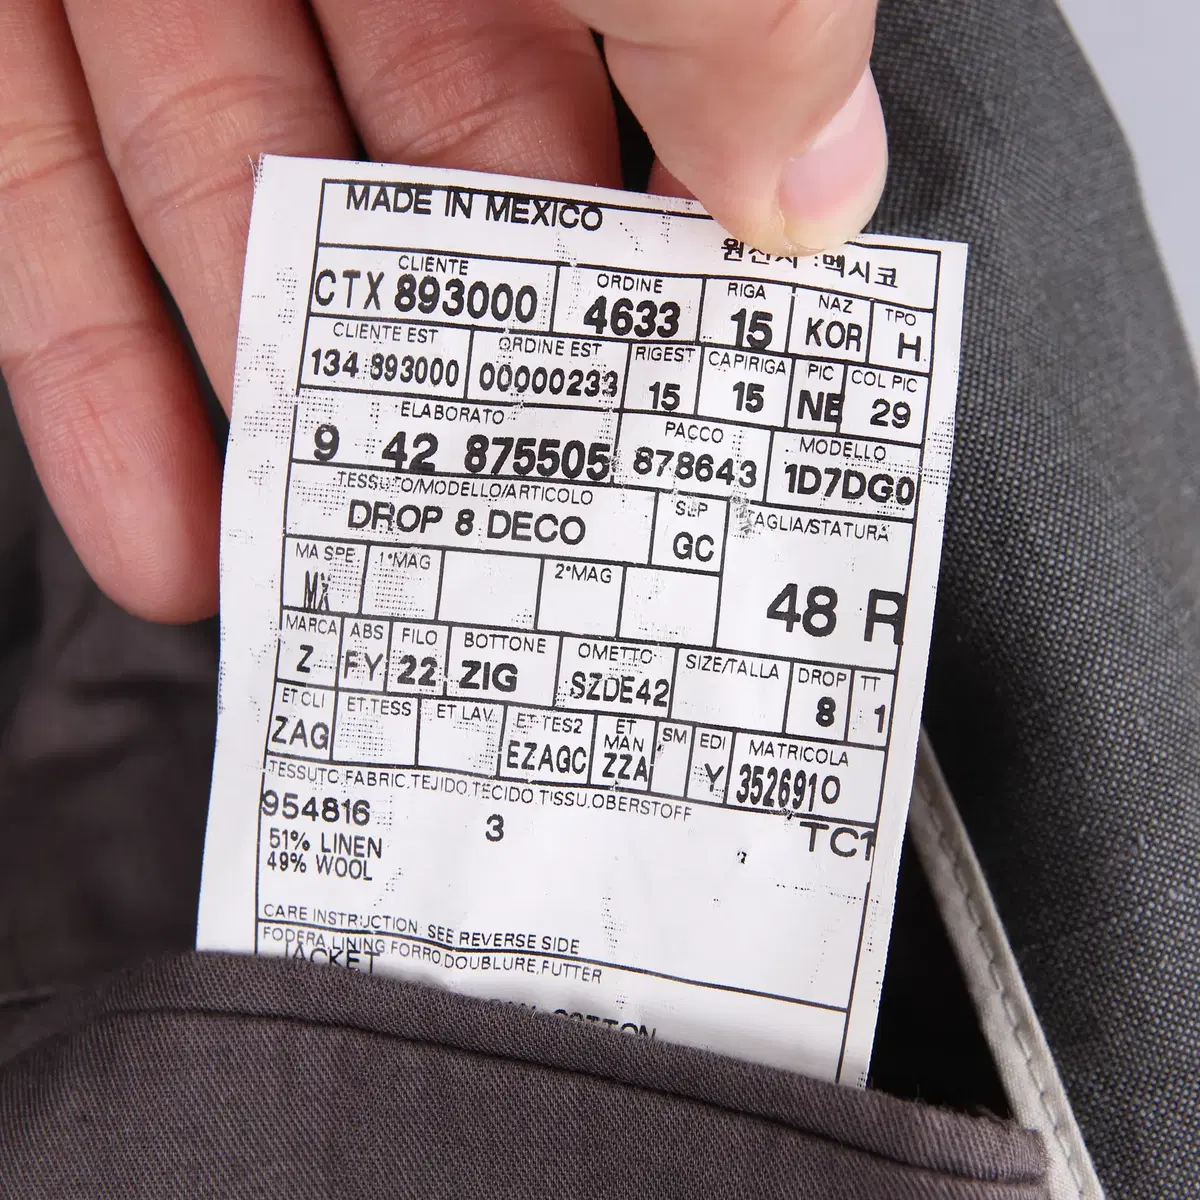 MADE IN MEXICO
원산지 :멕시코
CLIENTE ORDINE RIGA NAZ TPO
CTX 893000 4633 15 KOR H
CLIENTE EST ORDINE EST RIGEST CAPIRIGA PIC COL PIC
134 893000 00000233 15 15 NE 29
ELABORATO PACCO MODELLO
9 42 875505 878643 1D7DG0
TESSUTO/MODELLO/ARTICOLO TAGLIA/STATURA
DROP 8 DECO GC
48 R
MA SPE 1°MAG 2°MAG
MX
MARCA ABS FILO BOTTONE OMETTO SIZE/TALLA DROP TT
Z FY 22 ZIG SZDE42 8 1
ET CLI ET.TESS ET LAV. ET TES2 ET MAN SM EDI MATRICOLA
ZAG EZAGC ZZA Y 3526910
TESSUTO,FABRIC,TEJIDO,TECIDO,TISSU,OBERSTOFF
954816 3 TC1
51% LINEN
49% WOOL
CARE INSTRUCTION: SEE REVERSE SIDE
FODERA,LINING FORRO,DOUBLURE,FUTTER
JACKET
COTTON